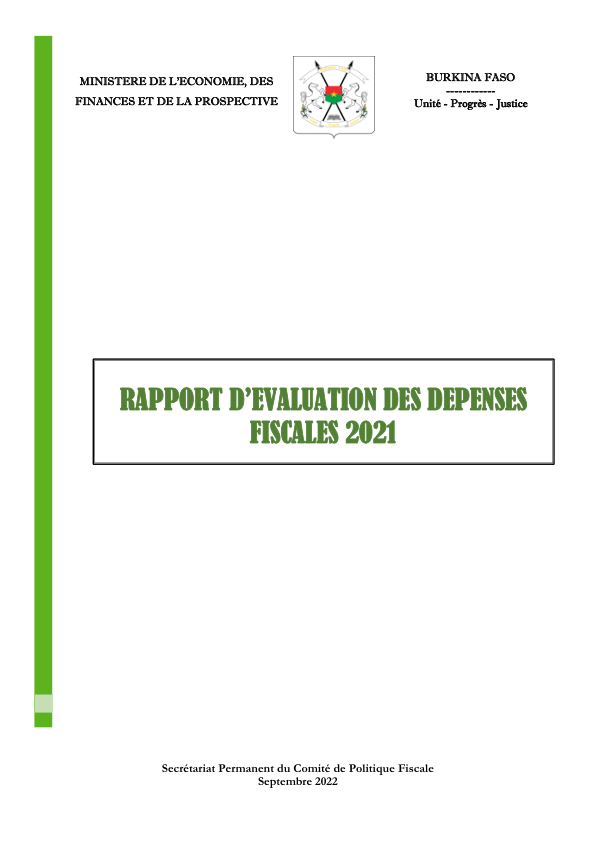 MINISTERE DE L'ECONOMIE, DES
FINANCES ET DE LA PROSPECTIVE
BURKINA FASO
------------
Unité - Progrès - Justice
RAPPORT D'EVALUATION DES DEPENSES
FISCALES 2021
Secrétariat Permanent du Comité de Politique Fiscale
Septembre 2022